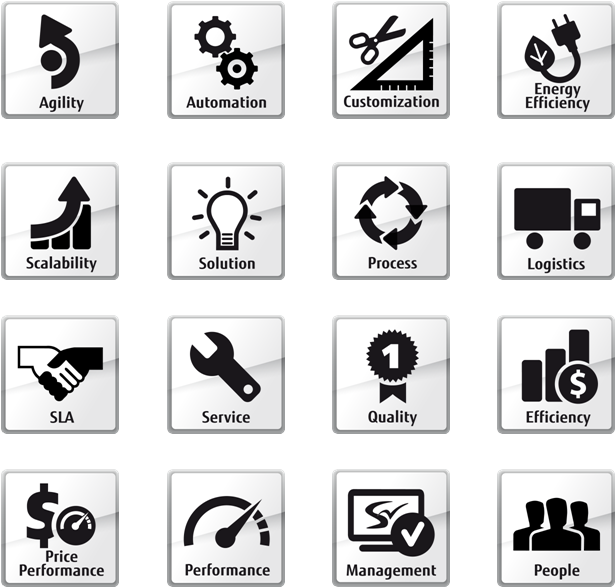 Agility
Automation
Customization
Energy
Efficiency
Scalability
Solution
Process
Logistics
SLA
Service
1
Quality
$
Efficiency
$
Price
Performance
Performance
Management
People